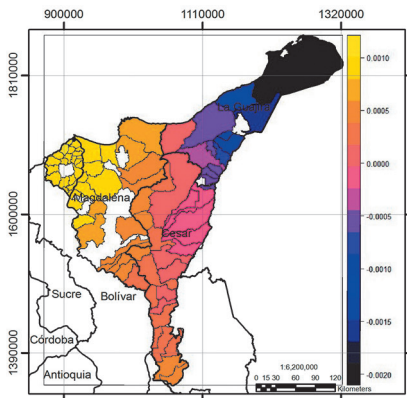 9000000 1110000 1320000
1810000
1600000
1390000
La Guajira
Magdalena
Cesar
Sucre
Bolívar
Córdoba
Antioquia
0.0010
0.0005
0.0000
-0.0005
-0.0010
-0.0015
-0.0020
1:6,200,000
0 15 30 60 90 120
Kilometers